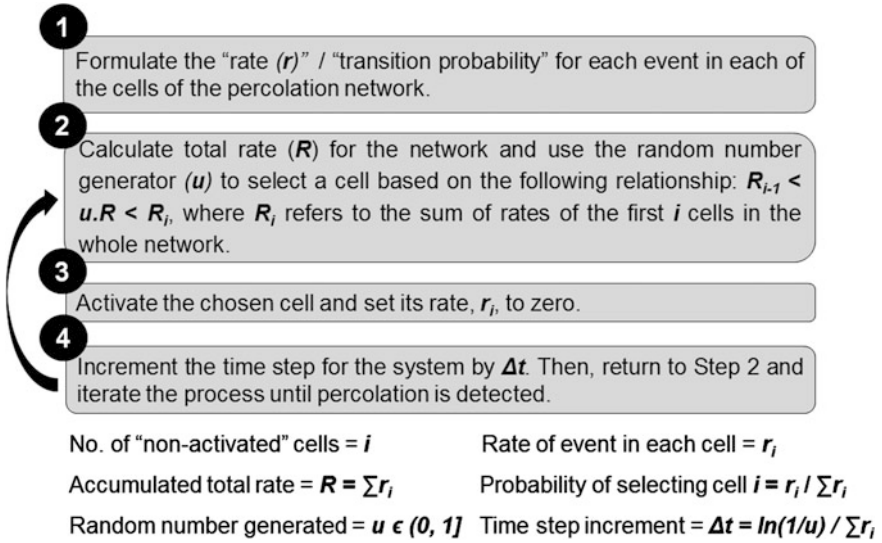 1
Formulate the “rate (r)” / “transition probability” for each event in each of
the cells of the percolation network.
2
Calculate total rate (R) for the network and use the random number
generator (u) to select a cell based on the following relationship: Ri-1 <
u.R < Ri, where Ri refers to the sum of rates of the first i cells in the
whole network.
3
Activate the chosen cell and set its rate, ri, to zero.
4
Increment the time step for the system by Δt. Then, return to Step 2 and
iterate the process until percolation is detected.
No. of “non-activated” cells = i
Rate of event in each cell = ri
Accumulated total rate = R = ∑ri
Probability of selecting cell i = ri / ∑ri
Random number generated = u ϵ (0, 1]
Time step increment = Δt = ln(1/u) / ∑ri